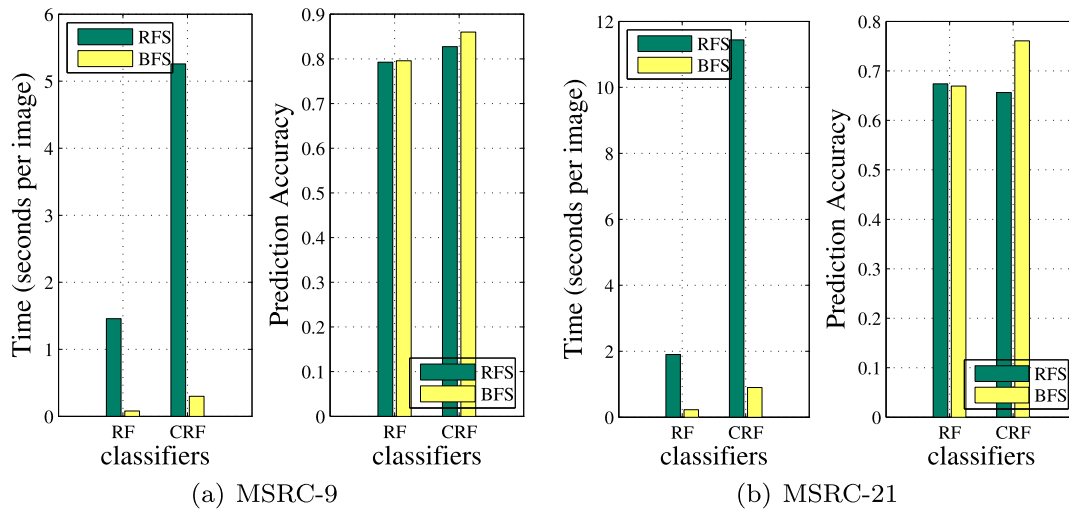 RFS
BFS
6
5
4
3
2
1
0
Time (seconds per image)
RF CRF
classifiers
0.9
0.8
0.7
0.6
0.5
0.4
0.3
0.2
0.1
0
Prediction Accuracy
RFS
BFS
RF CRF
classifiers
(a) MSRC-9
RFS
BFS
12
10
8
6
4
2
0
Time (seconds per image)
RF CRF
classifiers
0.8
0.7
0.6
0.5
0.4
0.3
0.2
0.1
0
Prediction Accuracy
RFS
BFS
RF CRF
classifiers
(b) MSRC-21